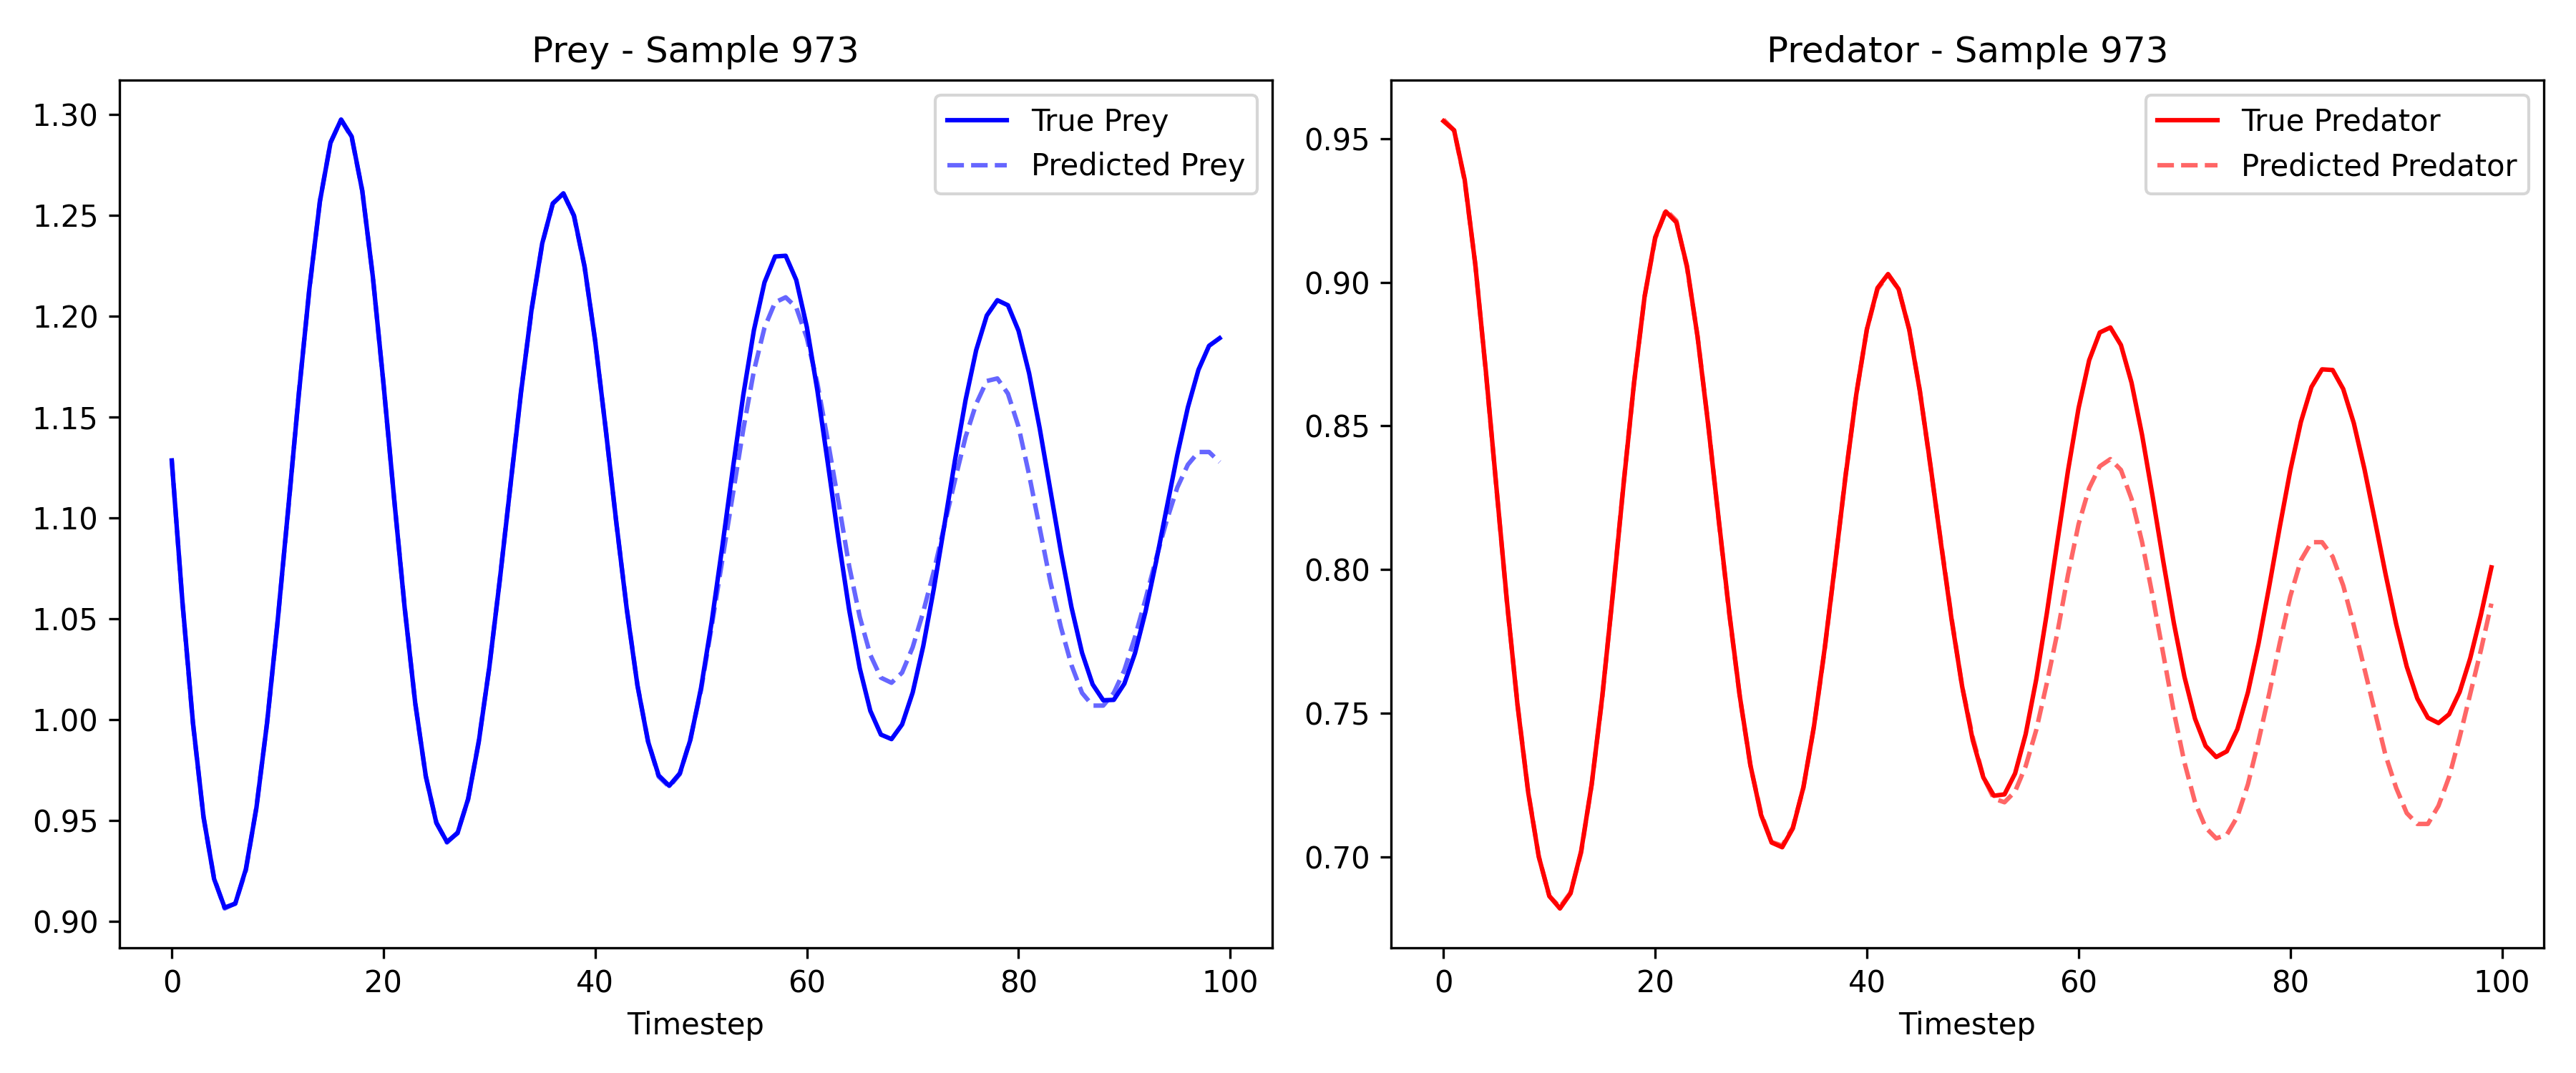 Prey - Sample 973
True Prey
Predicted Prey
1.30
1.25
1.20
1.15
1.10
1.05
1.00
0.95
0.90
0 20 40 60 80 100
Timestep
Predator - Sample 973
True Predator
Predicted Predator
0.95
0.90
0.85
0.80
0.75
0.70
0 20 40 60 80 100
Timestep